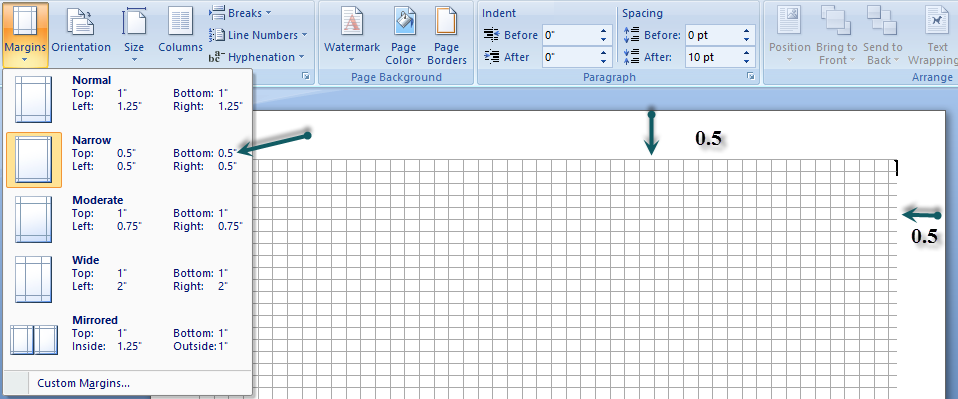 Margins Orientation Size Columns
Breaks
Line Numbers
Hyphenation
Watermark Page Color Page Borders
Page Background
Indent
Before 0"
After 0"
Spacing
Before: 0 pt
After: 10 pt
Paragraph
Position Bring to Front Send to Back Text Wrapping
Arrange
Normal
Top: 1" Bottom: 1"
Left: 1.25" Right: 1.25"
Narrow
Top: 0.5" Bottom: 0.5"
Left: 0.5" Right: 0.5"
Moderate
Top: 1" Bottom: 1"
Left: 0.75" Right: 0.75"
Wide
Top: 1" Bottom: 1"
Left: 2" Right: 2"
Mirrored
Top: 1" Bottom: 1"
Inside: 1.25" Outside: 1"
Custom Margins...
0.5
0.5